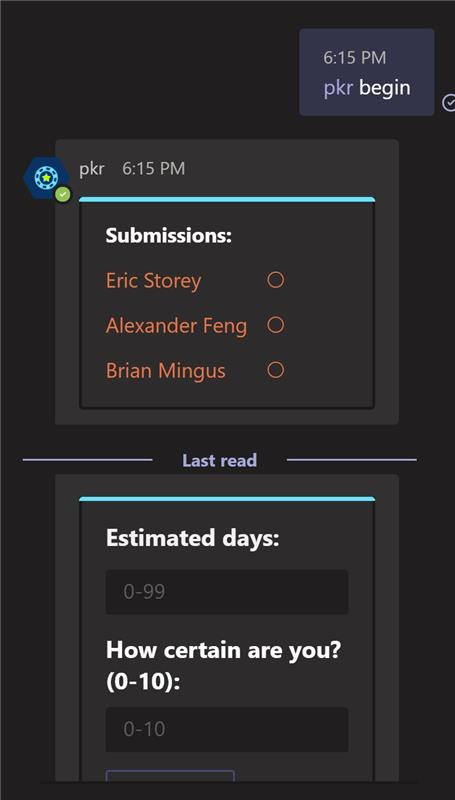 6:15 PM
pkr begin
pkr 6:15 PM
Submissions:
Eric Storey
Alexander Feng
Brian Mingus
Last read
Estimated days:
0-99
How certain are you?
(0-10):
0-10